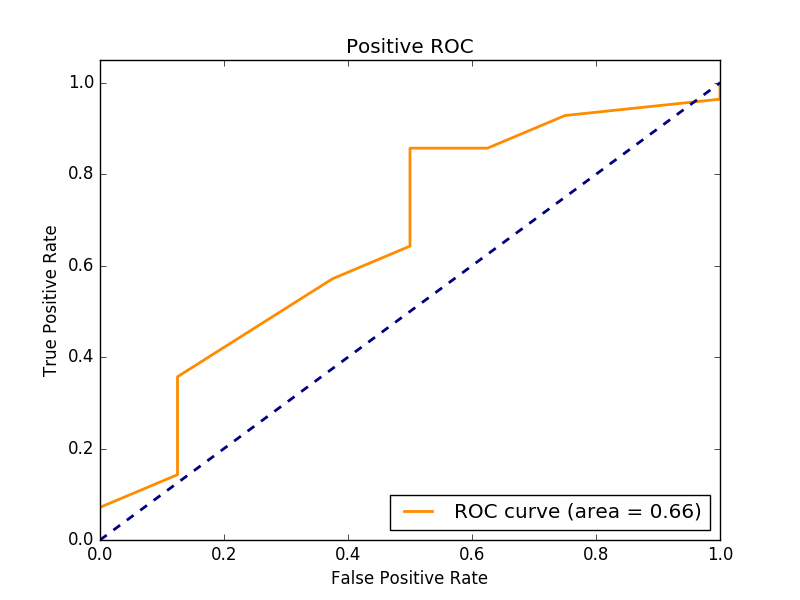 Positive ROC
1.0
0.8
0.6
0.4
0.2
0.0
True Positive Rate
ROC curve (area = 0.66)
0.0 0.2 0.4 0.6 0.8 1.0
False Positive Rate